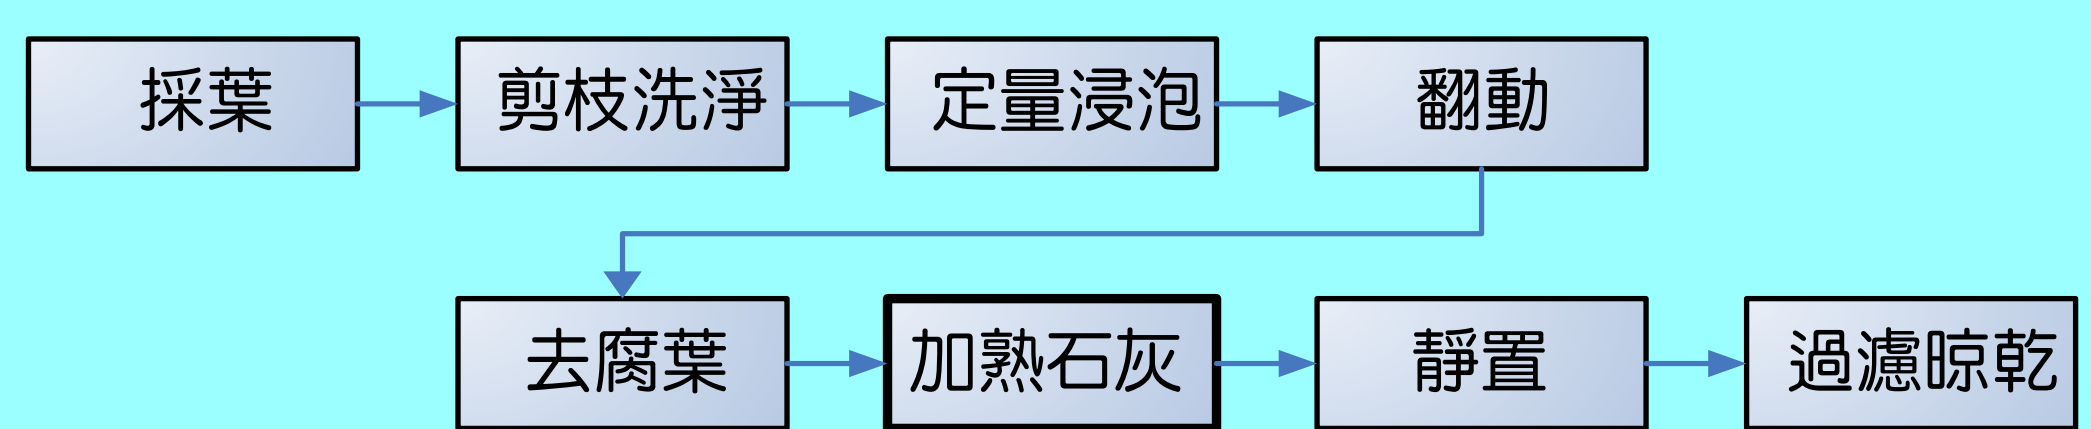 採葉
剪枝洗淨
定量浸泡
翻動
去腐葉
加熟石灰
靜置
過濾晾乾